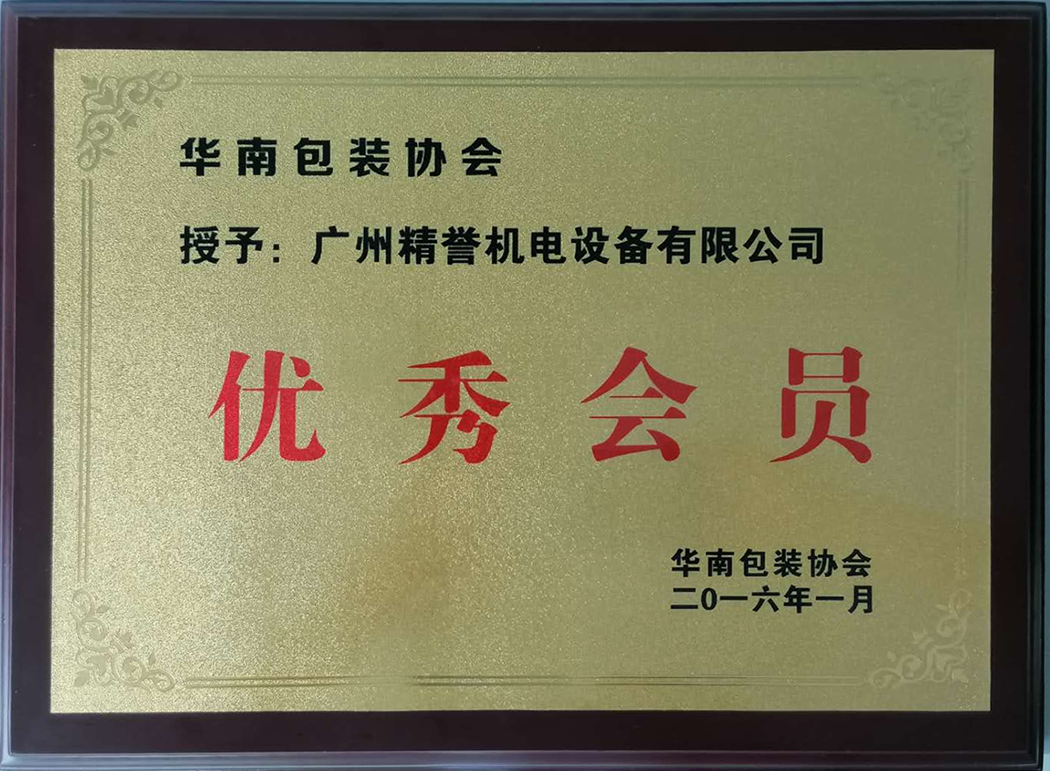 华南包装协会
授予：广州精誉机电设备有限公司
优秀会员
华南包装协会
二0一六年一月